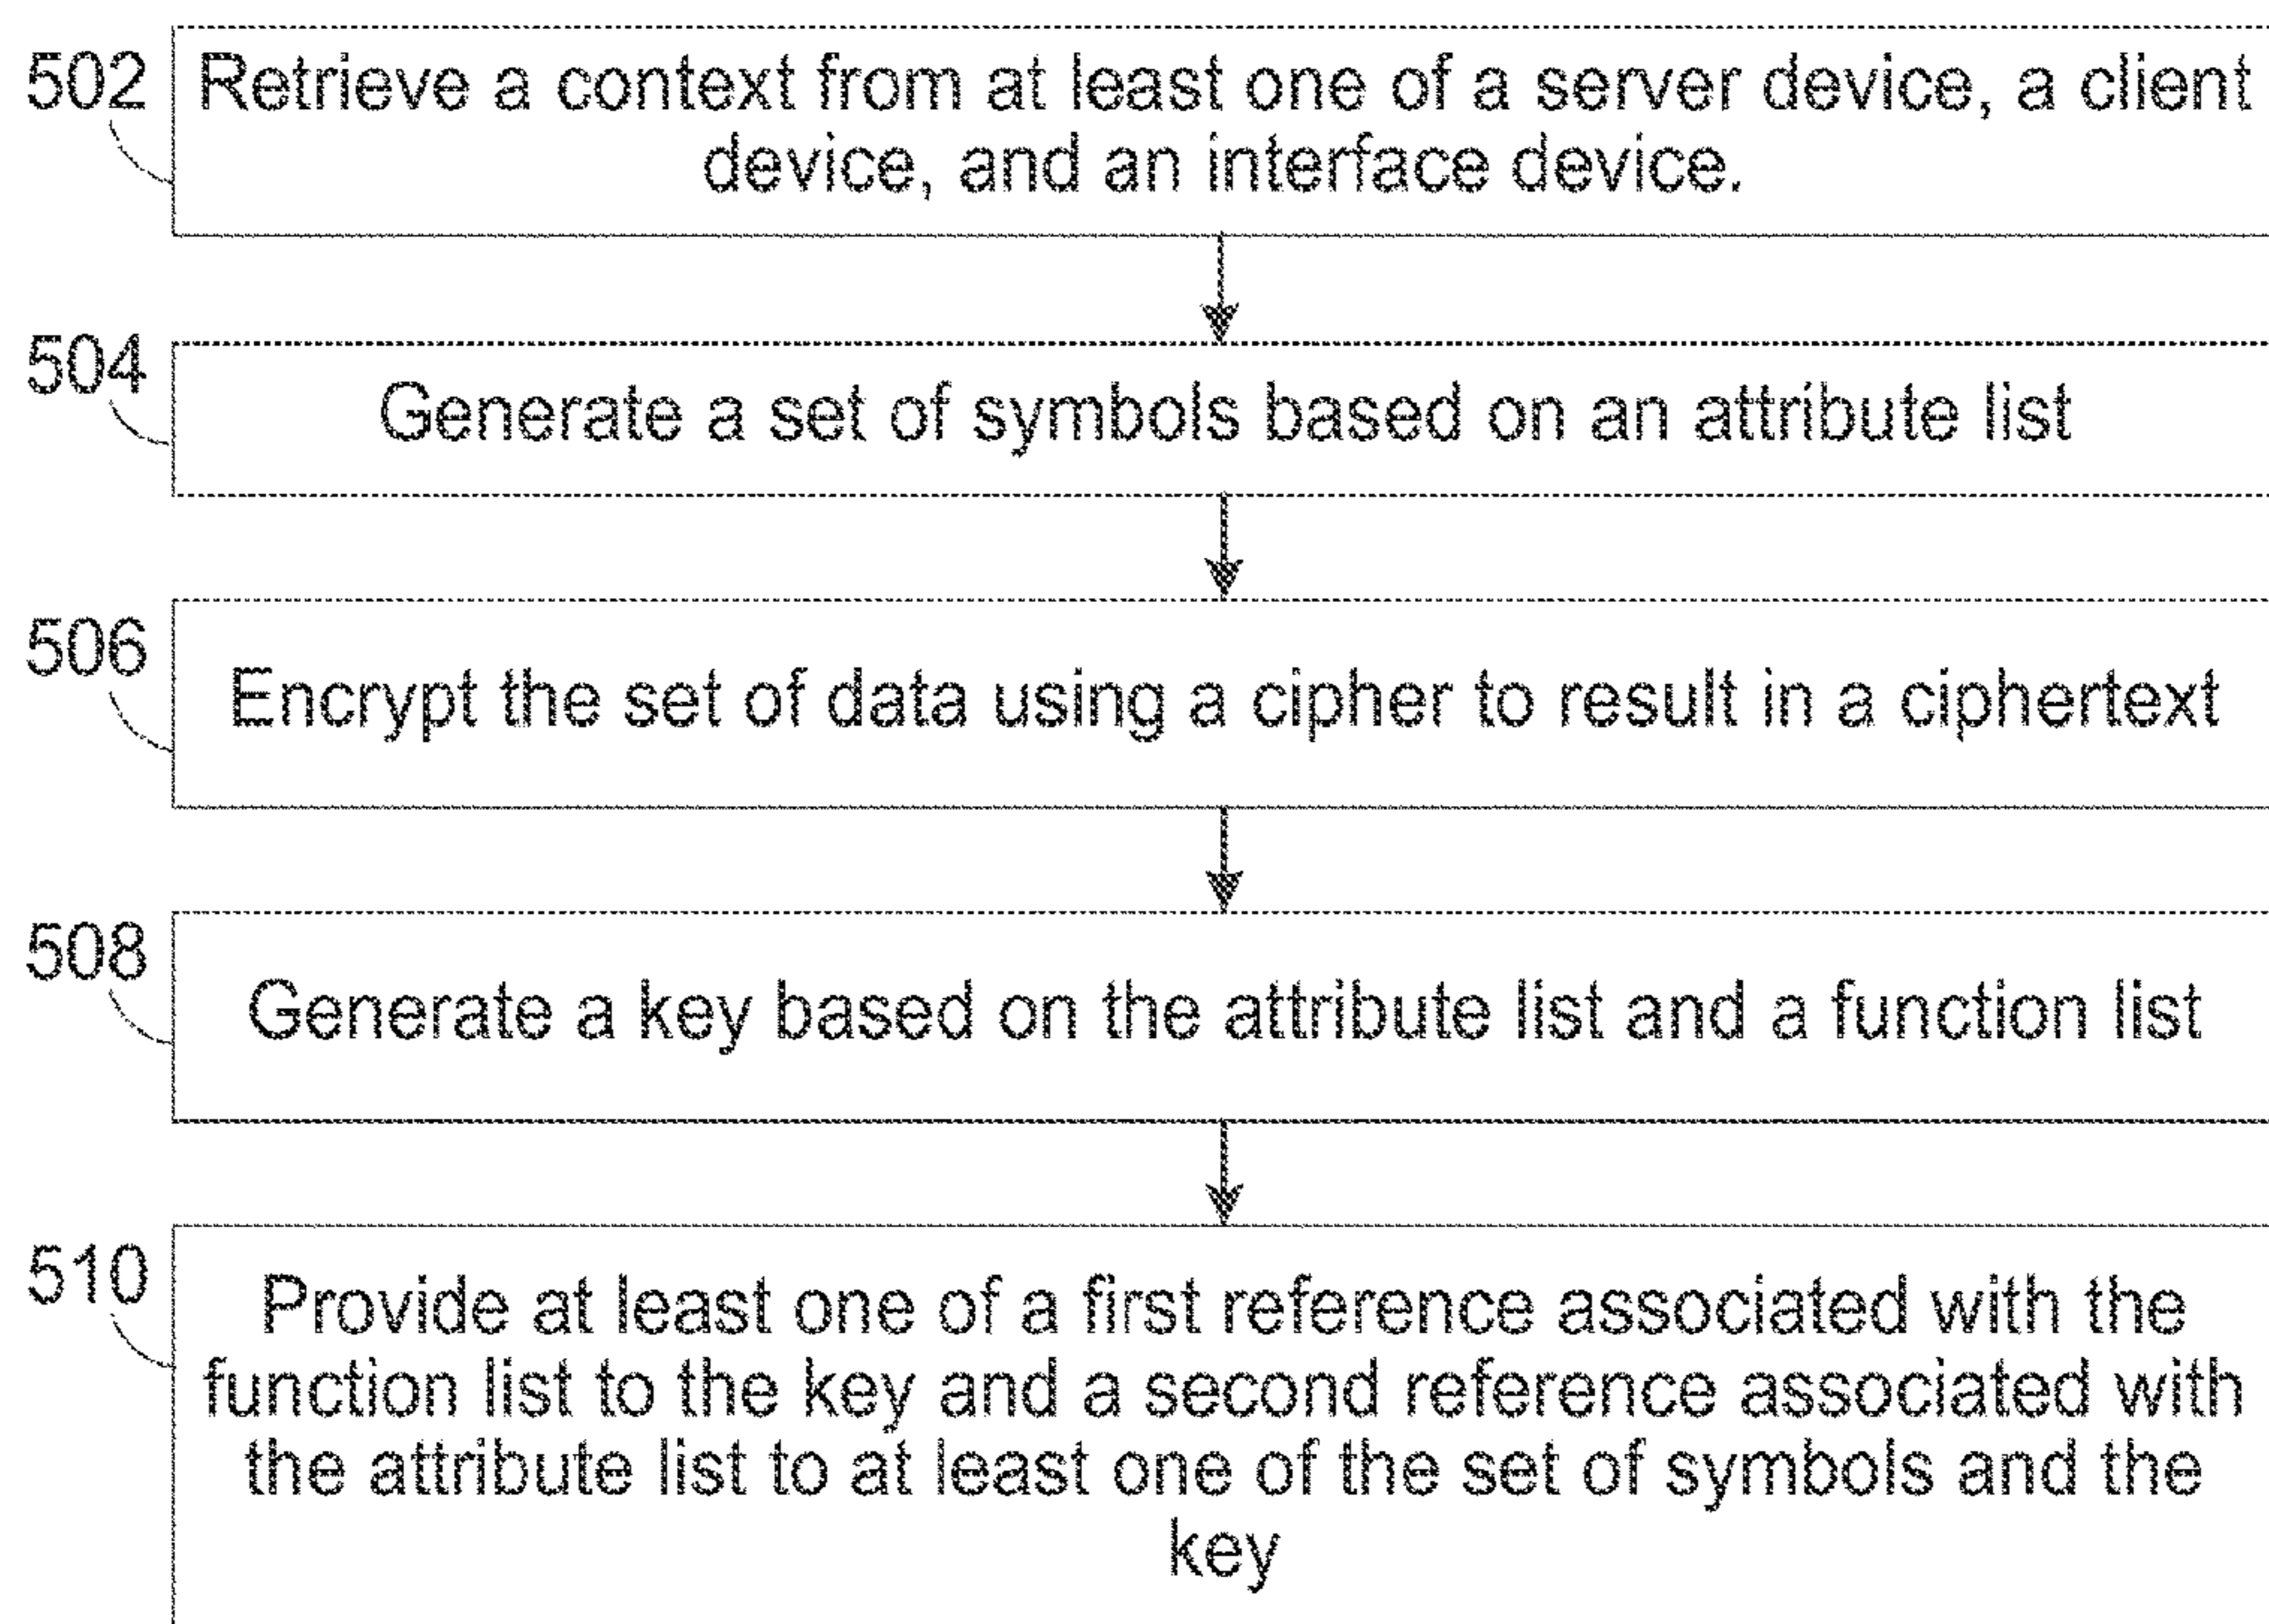 502
Retrieve a context from at least one of a server device, a client
device, and an interface device.
504
Generate a set of symbols based on an attribute list
506
Encrypt the set of data using a cipher to result in a ciphertext
508
Generate a key based on the attribute list and a function list
510
Provide at least one of a first reference associated with the
function list to the key and a second reference associated with
the attribute list to at least one of the set of symbols and the
key